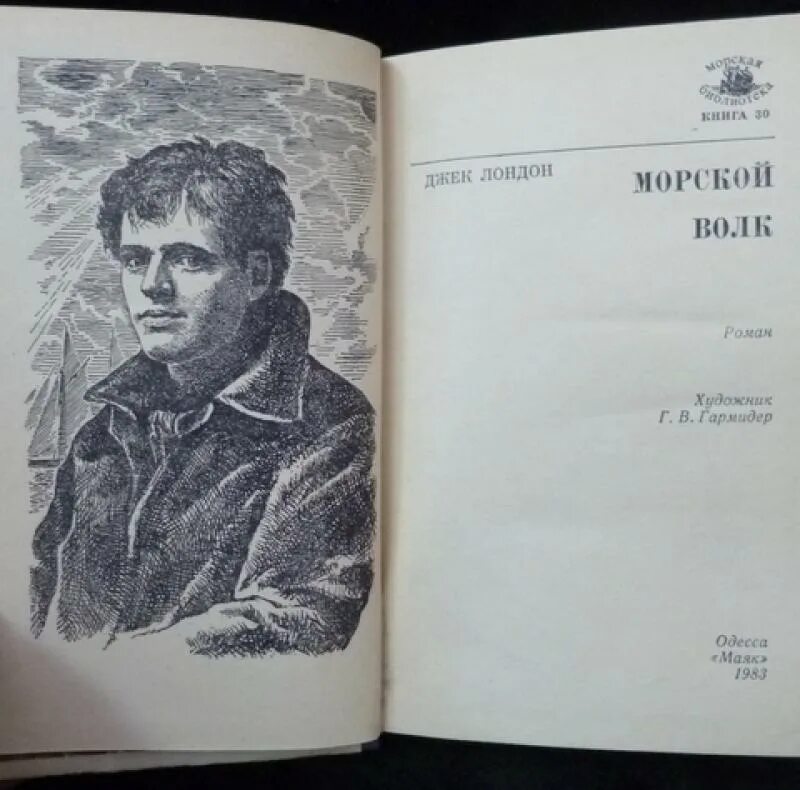 морская
библиотека
КНИГА 30
ДЖЕК ЛОНДОН
МОРСКОЙ
ВОЛК
Роман
Художник
Г. В. Гармидер
Одесса
«Маяк»
1983